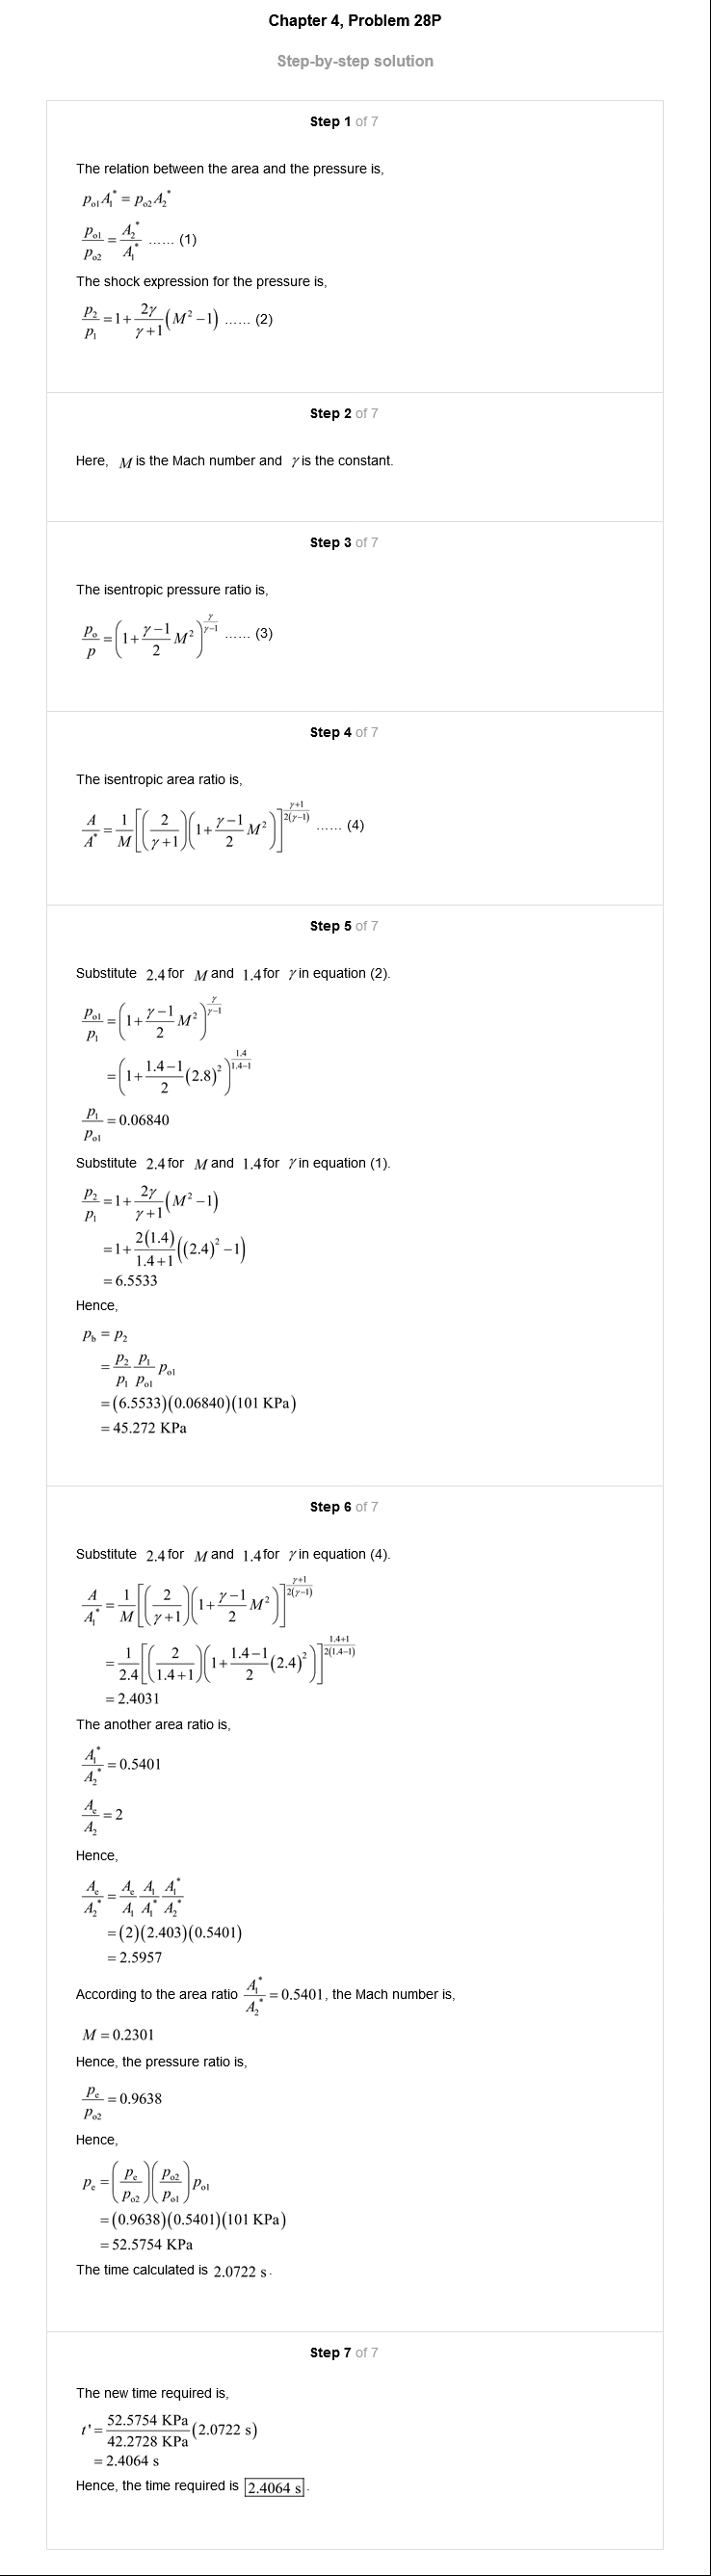 Chapter 4, Problem 28P
Step-by-step solution
Step 1 of 7
The relation between the area and the pressure is,
p_{o1} A_1^* = p_{o2} A_2^*
\frac{p_{o1}}{p_{o2}} = \frac{A_2^*}{A_1^*} ...... (1)
The shock expression for the pressure is,
\frac{p_2}{p_1} = 1 + \frac{2\gamma}{\gamma+1}(M^2 - 1) ...... (2)
Step 2 of 7
Here, M is the Mach number and γ is the constant.
Step 3 of 7
The isentropic pressure ratio is,
\frac{p_o}{p} = \left(1 + \frac{\gamma-1}{2} M^2\right)^{\frac{\gamma}{\gamma-1}} ...... (3)
Step 4 of 7
The isentropic area ratio is,
\frac{A}{A^*} = \frac{1}{M}\left[\left(\frac{2}{\gamma+1}\right)\left(1 + \frac{\gamma-1}{2} M^2\right)\right]^{\frac{\gamma+1}{2(\gamma-1)}} ...... (4)
Step 5 of 7
Substitute 2.4 for M and 1.4 for γ in equation (2).
\frac{p_{o1}}{p_1} = \left(1 + \frac{\gamma-1}{2} M^2\right)^{\frac{\gamma}{\gamma-1}}
= \left(1 + \frac{1.4-1}{2}(2.8)^2\right)^{\frac{1.4}{1.4-1}}
\frac{p_1}{p_{o1}} = 0.06840
Substitute 2.4 for M and 1.4 for γ in equation (1).
\frac{p_2}{p_1} = 1 + \frac{2\gamma}{\gamma+1}(M^2 - 1)
= 1 + \frac{2(1.4)}{1.4+1}((2.4)^2 - 1)
= 6.5533
Hence,
p_b = p_2
= \frac{p_2}{p_1} \frac{p_1}{p_{o1}} p_{o1}
= (6.5533)(0.06840)(101 KPa)
= 45.272 KPa
Step 6 of 7
Substitute 2.4 for M and 1.4 for γ in equation (4).
\frac{A}{A_1^*} = \frac{1}{M}\left[\left(\frac{2}{\gamma+1}\right)\left(1 + \frac{\gamma-1}{2} M^2\right)\right]^{\frac{\gamma+1}{2(\gamma-1)}}
= \frac{1}{2.4}\left[\left(\frac{2}{1.4+1}\right)\left(1 + \frac{1.4-1}{2}(2.4)^2\right)\right]^{\frac{1.4+1}{2(1.4-1)}}
= 2.4031
The another area ratio is,
\frac{A_1^*}{A_2^*} = 0.5401
\frac{A_e}{A_2} = 2
Hence,
\frac{A_e}{A_2^*} = \frac{A_e}{A_1} \frac{A_1}{A_1^*} \frac{A_1^*}{A_2^*}
= (2)(2.403)(0.5401)
= 2.5957
According to the area ratio \frac{A_1^*}{A_2^*} = 0.5401, the Mach number is,
M = 0.2301
Hence, the pressure ratio is,
\frac{p_e}{p_{o2}} = 0.9638
Hence,
p_e = \left(\frac{p_e}{p_{o2}}\right)\left(\frac{p_{o2}}{p_{o1}}\right) p_{o1}
= (0.9638)(0.5401)(101 KPa)
= 52.5754 KPa
The time calculated is 2.0722 s.
Step 7 of 7
The new time required is,
t' = \frac{52.5754 KPa}{42.2728 KPa}(2.0722 s)
= 2.4064 s
Hence, the time required is 2.4064 s.